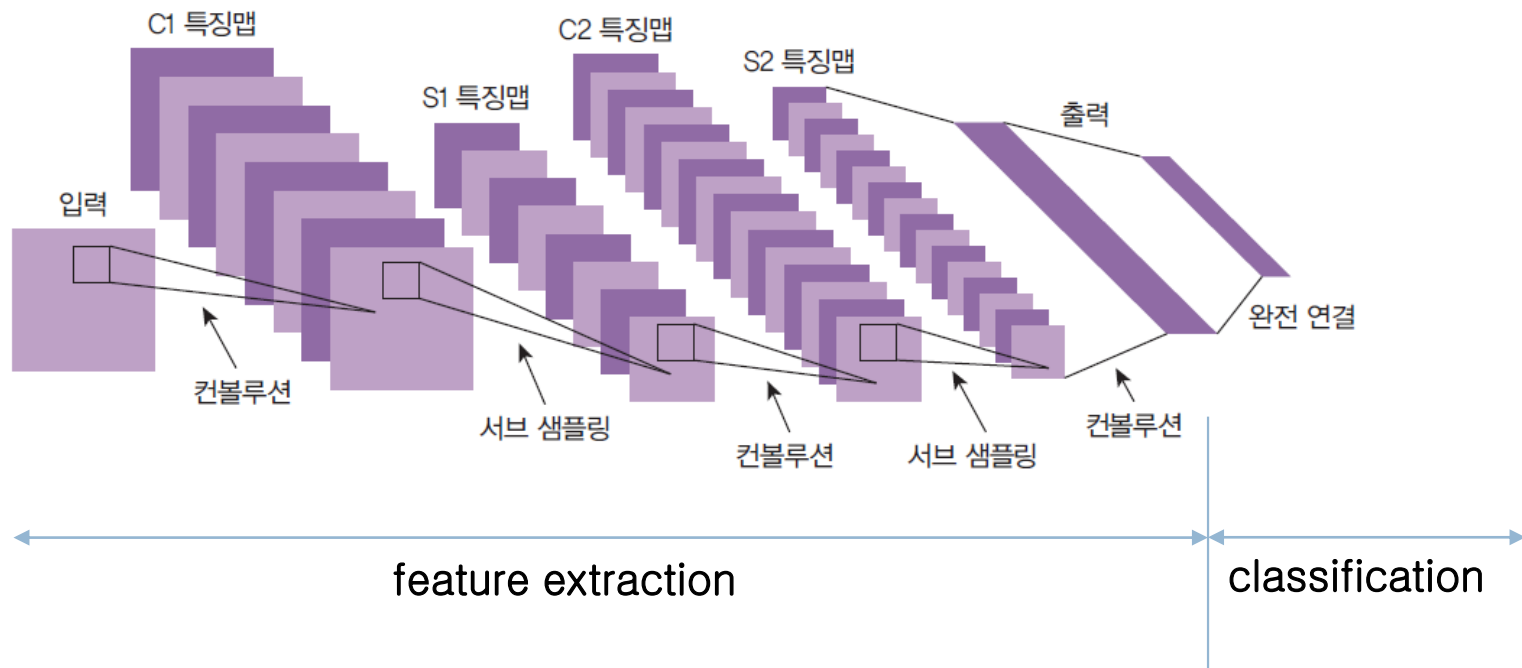 C1 특징맵
C2 특징맵
S2 특징맵
S1 특징맵
출력
입력
완전 연결
컨볼루션
서브 샘플링
컨볼루션
서브 샘플링
컨볼루션
feature extraction
classification